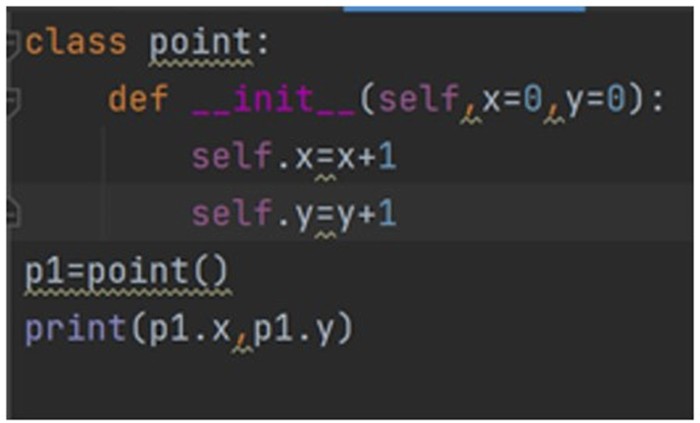 class point:
    def __init__(self,x=0,y=0):
        self.x=x+1
        self.y=y+1
p1=point()
print(p1.x,p1.y)